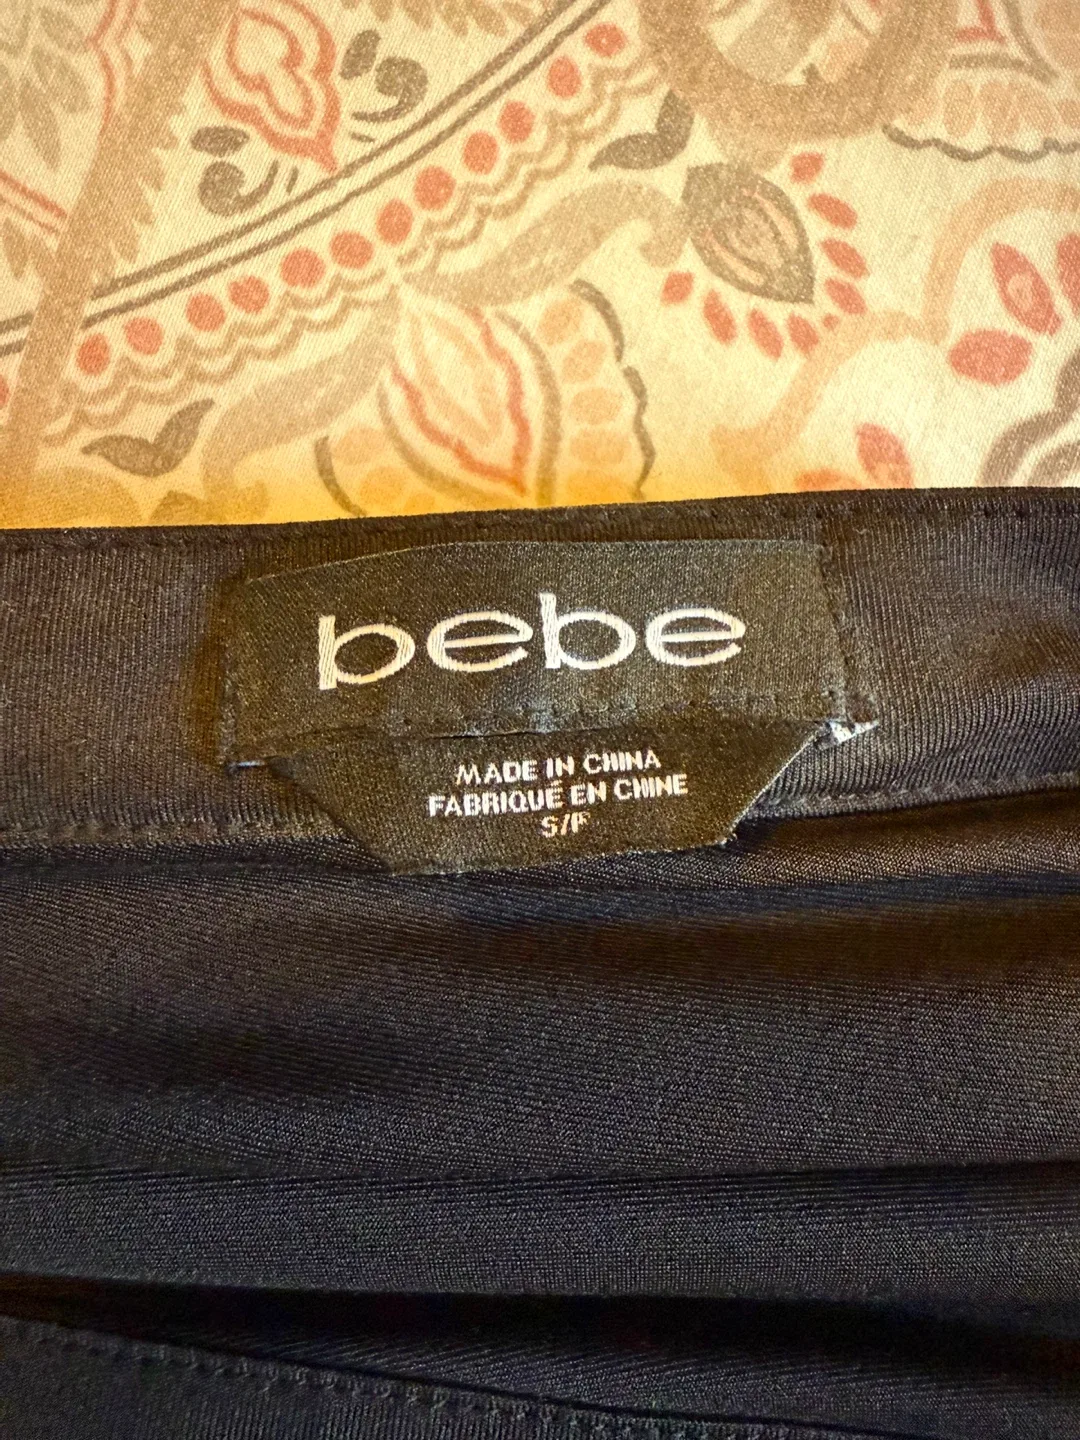 bebe
MADE IN CHINA
FABRIQUÉ EN CHINE
S/P